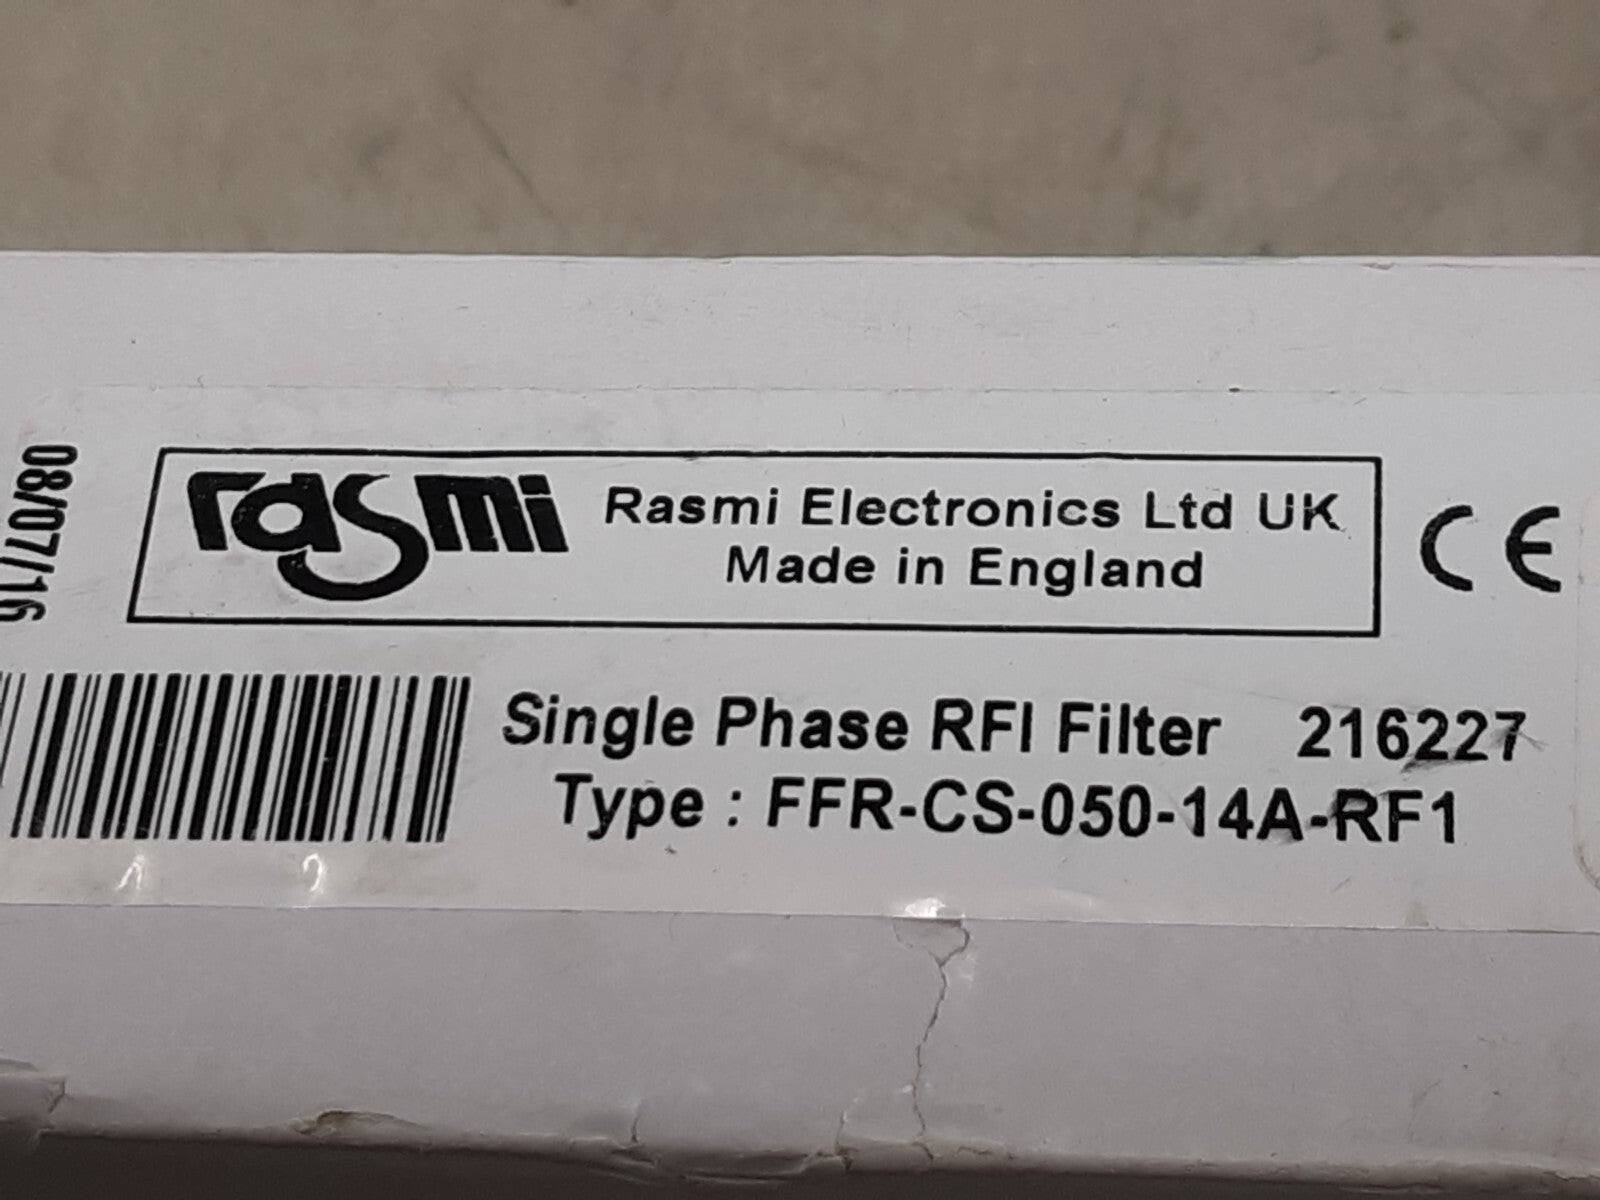 08/07/16
rasmi
Rasmi Electronics Ltd UK
Made in England
CE
Single Phase RFI Filter 216227
Type : FFR-CS-050-14A-RF1